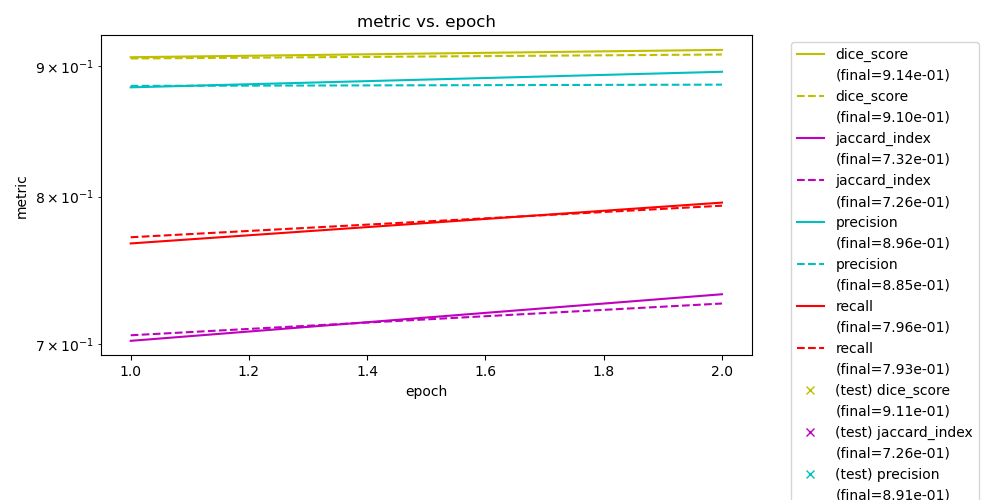 metric vs. epoch
9 × 10⁻¹
8 × 10⁻¹
7 × 10⁻¹
metric
1.0 1.2 1.4 1.6 1.8 2.0
epoch
dice_score
(final=9.14e-01)
dice_score
(final=9.10e-01)
jaccard_index
(final=7.32e-01)
jaccard_index
(final=7.26e-01)
precision
(final=8.96e-01)
precision
(final=8.85e-01)
recall
(final=7.96e-01)
recall
(final=7.93e-01)
(test) dice_score
(final=9.11e-01)
(test) jaccard_index
(final=7.26e-01)
(test) precision
(final=8.91e-01)